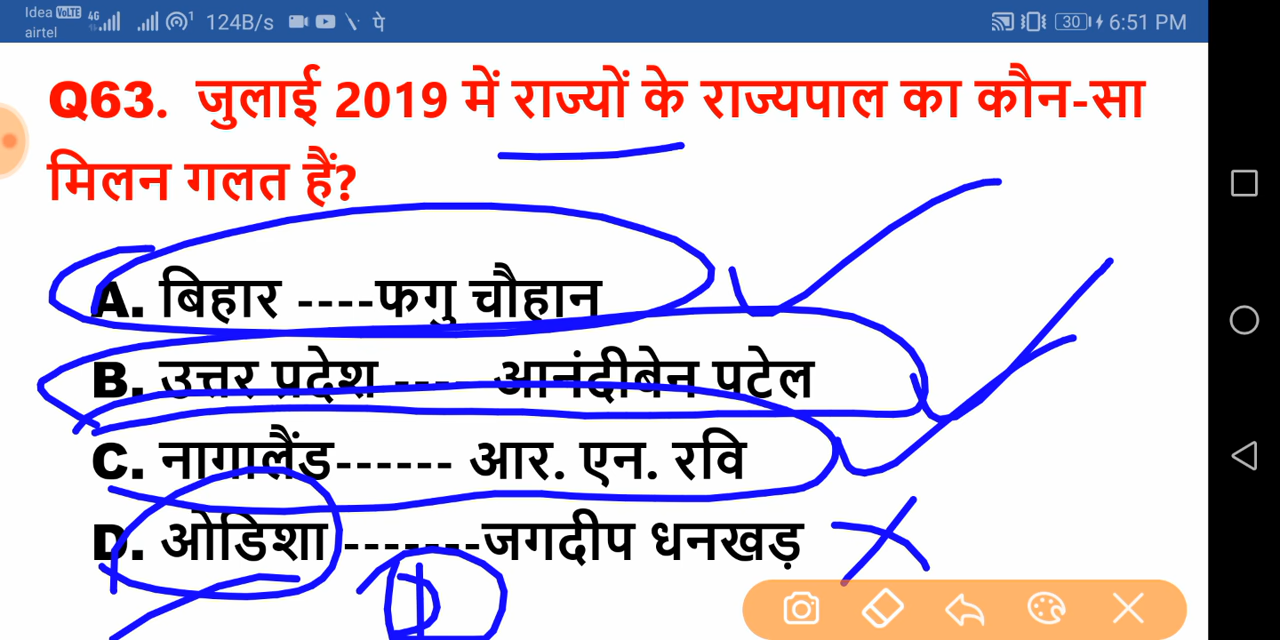 Idea VoLTE 4G 1 124B/s पे 30 6:51 PM
airtel
Q63. जुलाई 2019 में राज्यों के राज्यपाल का कौन-सा
मिलन गलत हैं?
A. बिहार ----फगु चौहान
B. उत्तर प्रदेश ---- आनंदीबेन पटेल
C. नागालैंड------ आर. एन. रवि
D. ओडिशा -------जगदीप धनखड़
D